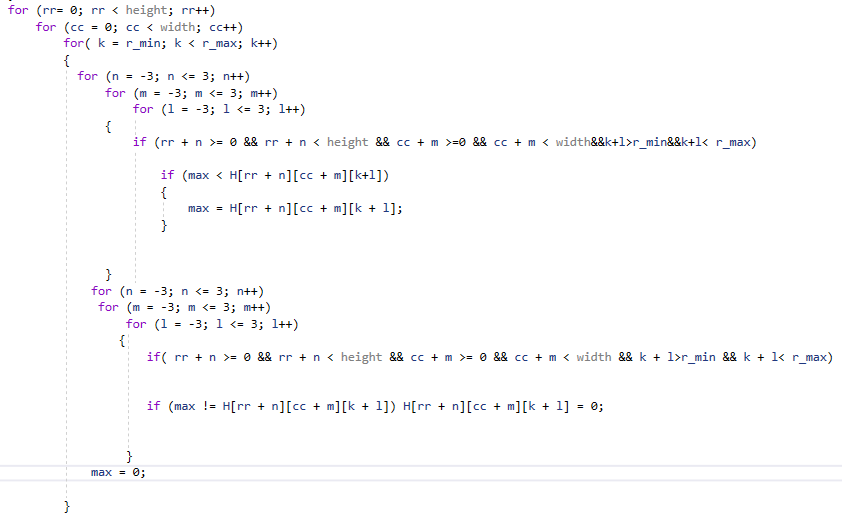 for (rr= 0; rr < height; rr++)
for (cc = 0; cc < width; cc++)
for( k = r_min; k < r_max; k++)
{
for (n = -3; n <= 3; n++)
for (m = -3; m <= 3; m++)
for (l = -3; l <= 3; l++)
{
if (rr + n >= 0 && rr + n < height && cc + m >=0 && cc + m < width&&k+l>r_min&&k+l< r_max)
if (max < H[rr + n][cc + m][k+l])
{
max = H[rr + n][cc + m][k + l];
}
}
for (n = -3; n <= 3; n++)
for (m = -3; m <= 3; m++)
for (l = -3; l <= 3; l++)
{
if( rr + n >= 0 && rr + n < height && cc + m >= 0 && cc + m < width && k + l>r_min && k + l< r_max)
if (max != H[rr + n][cc + m][k + l]) H[rr + n][cc + m][k + l] = 0;
}
max = 0;
}